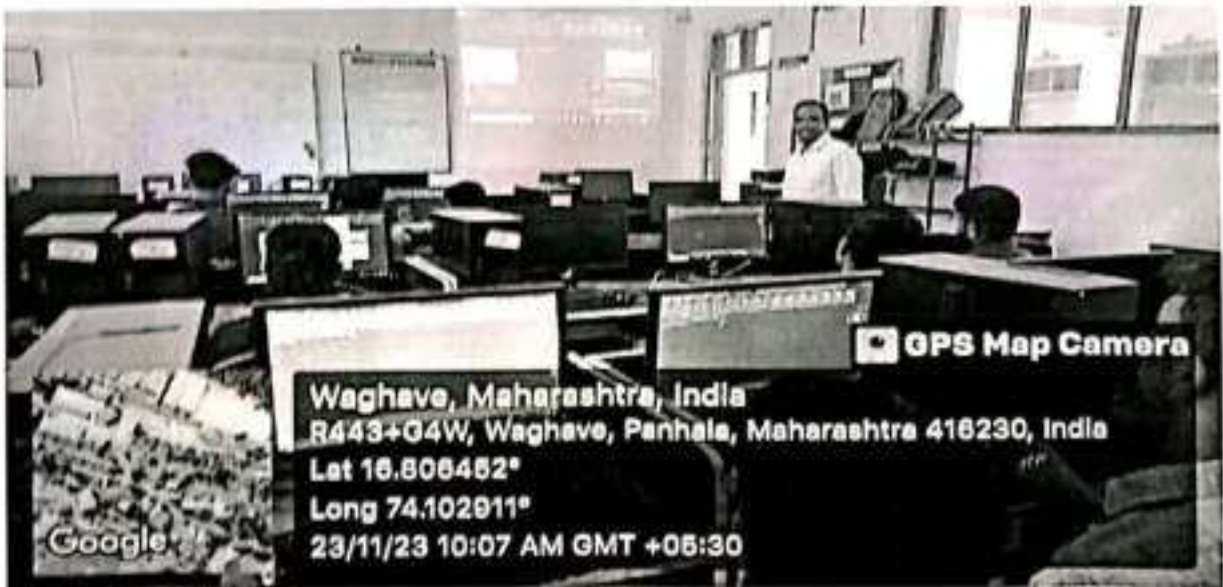 GPS Map Camera
Waghave, Maharashtra, India
R443+G4W, Waghave, Panhala, Maharashtra 416230, India
Lat 16.806452°
Long 74.102911°
23/11/23 10:07 AM GMT +05:30
Google